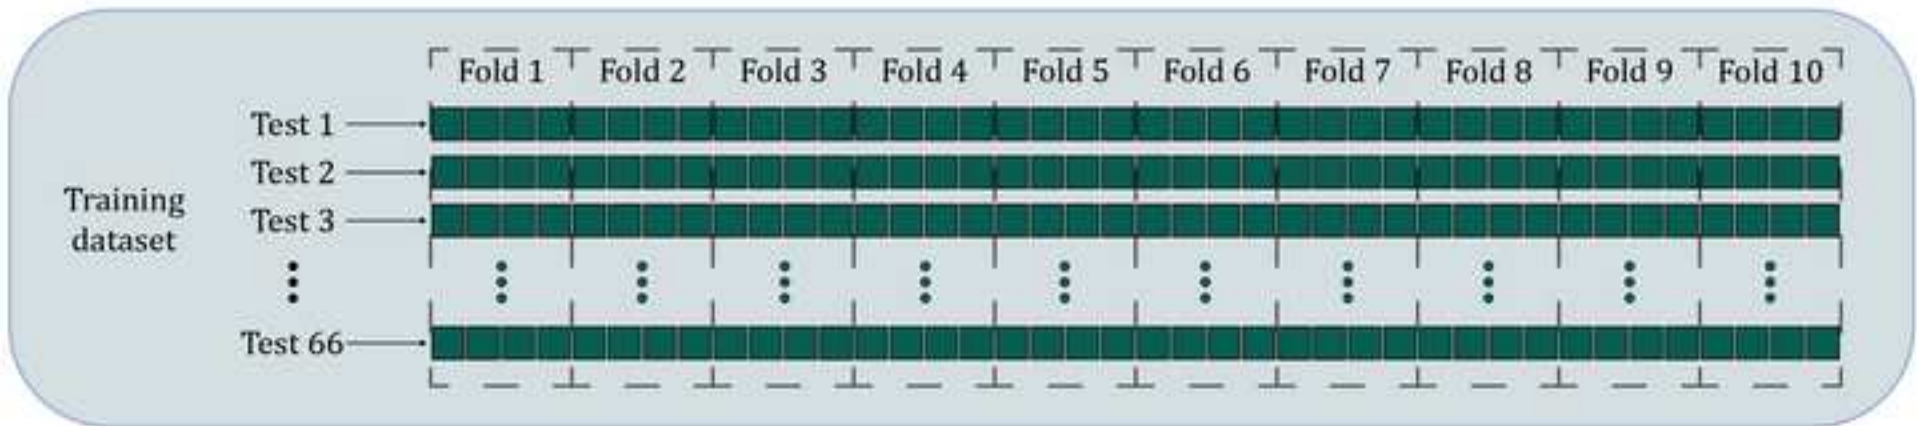 Fold 1 Fold 2 Fold 3 Fold 4 Fold 5 Fold 6 Fold 7 Fold 8 Fold 9 Fold 10
Test 1
Test 2
Test 3
Training
dataset
Test 66